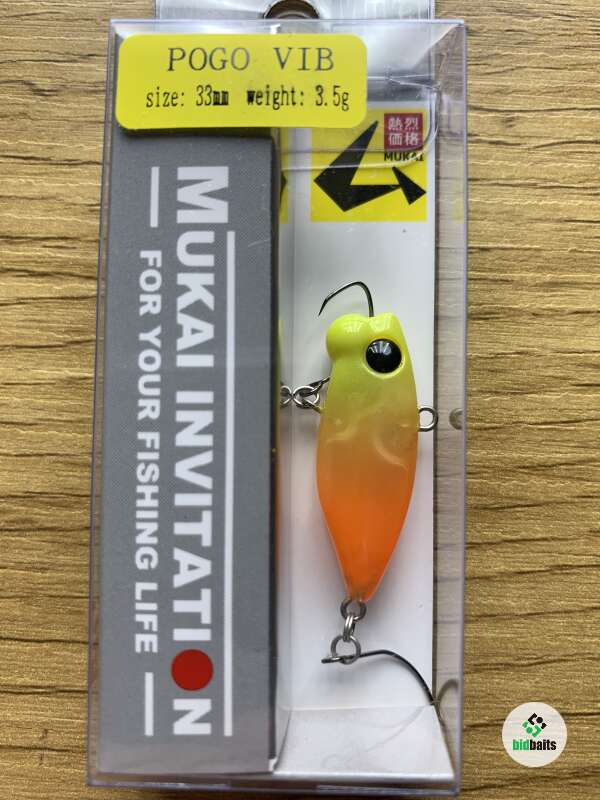 POGO VIB
size: 33mm weight: 3.5g
熱烈
価格
MUKAI
MUKAI INVITATION
FOR YOUR FISHING LIFE
bidbaits